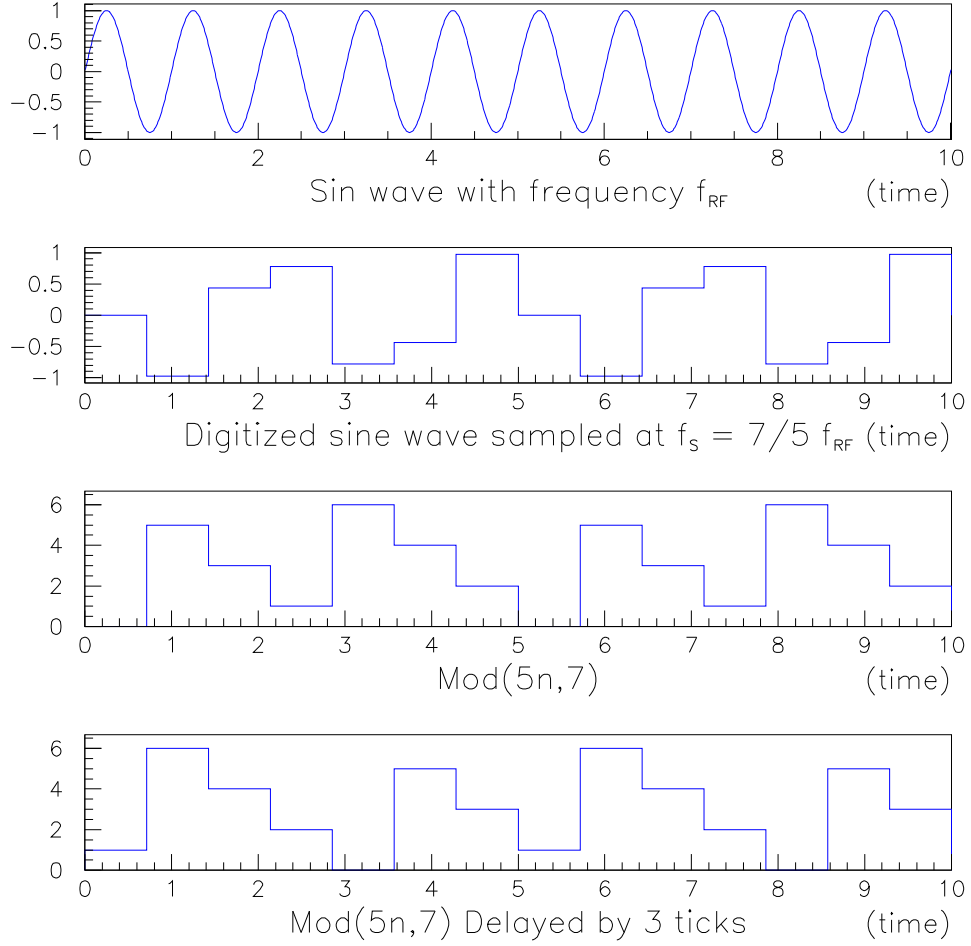 1
0.5
0
−0.5
−1
0 2 4 6 8 10
Sin wave with frequency f_RF (time)
1
0.5
0
−0.5
−1
0 1 2 3 4 5 6 7 8 9 10
Digitized sine wave sampled at f_S = 7/5 f_RF (time)
6
4
2
0
0 1 2 3 4 5 6 7 8 9 10
Mod(5n,7) (time)
6
4
2
0
0 1 2 3 4 5 6 7 8 9 10
Mod(5n,7) Delayed by 3 ticks (time)